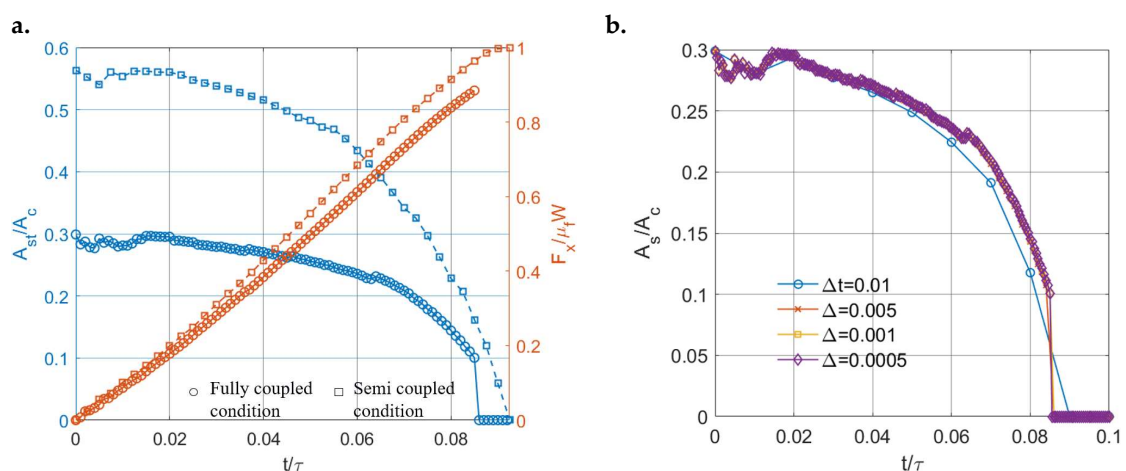 a.
0.6
0.5
0.4
0.3
0.2
0.1
0
A_st/A_c
1
0.8
0.6
0.4
0.2
0
F_x/μ_fW
0 0.02 0.04 0.06 0.08
t/τ
Fully coupled
condition
Semi coupled
condition
b.
0.3
0.25
0.2
0.15
0.1
0.05
0
A_s/A_c
Δt=0.01
Δ=0.005
Δ=0.001
Δ=0.0005
0 0.02 0.04 0.06 0.08 0.1
t/τ